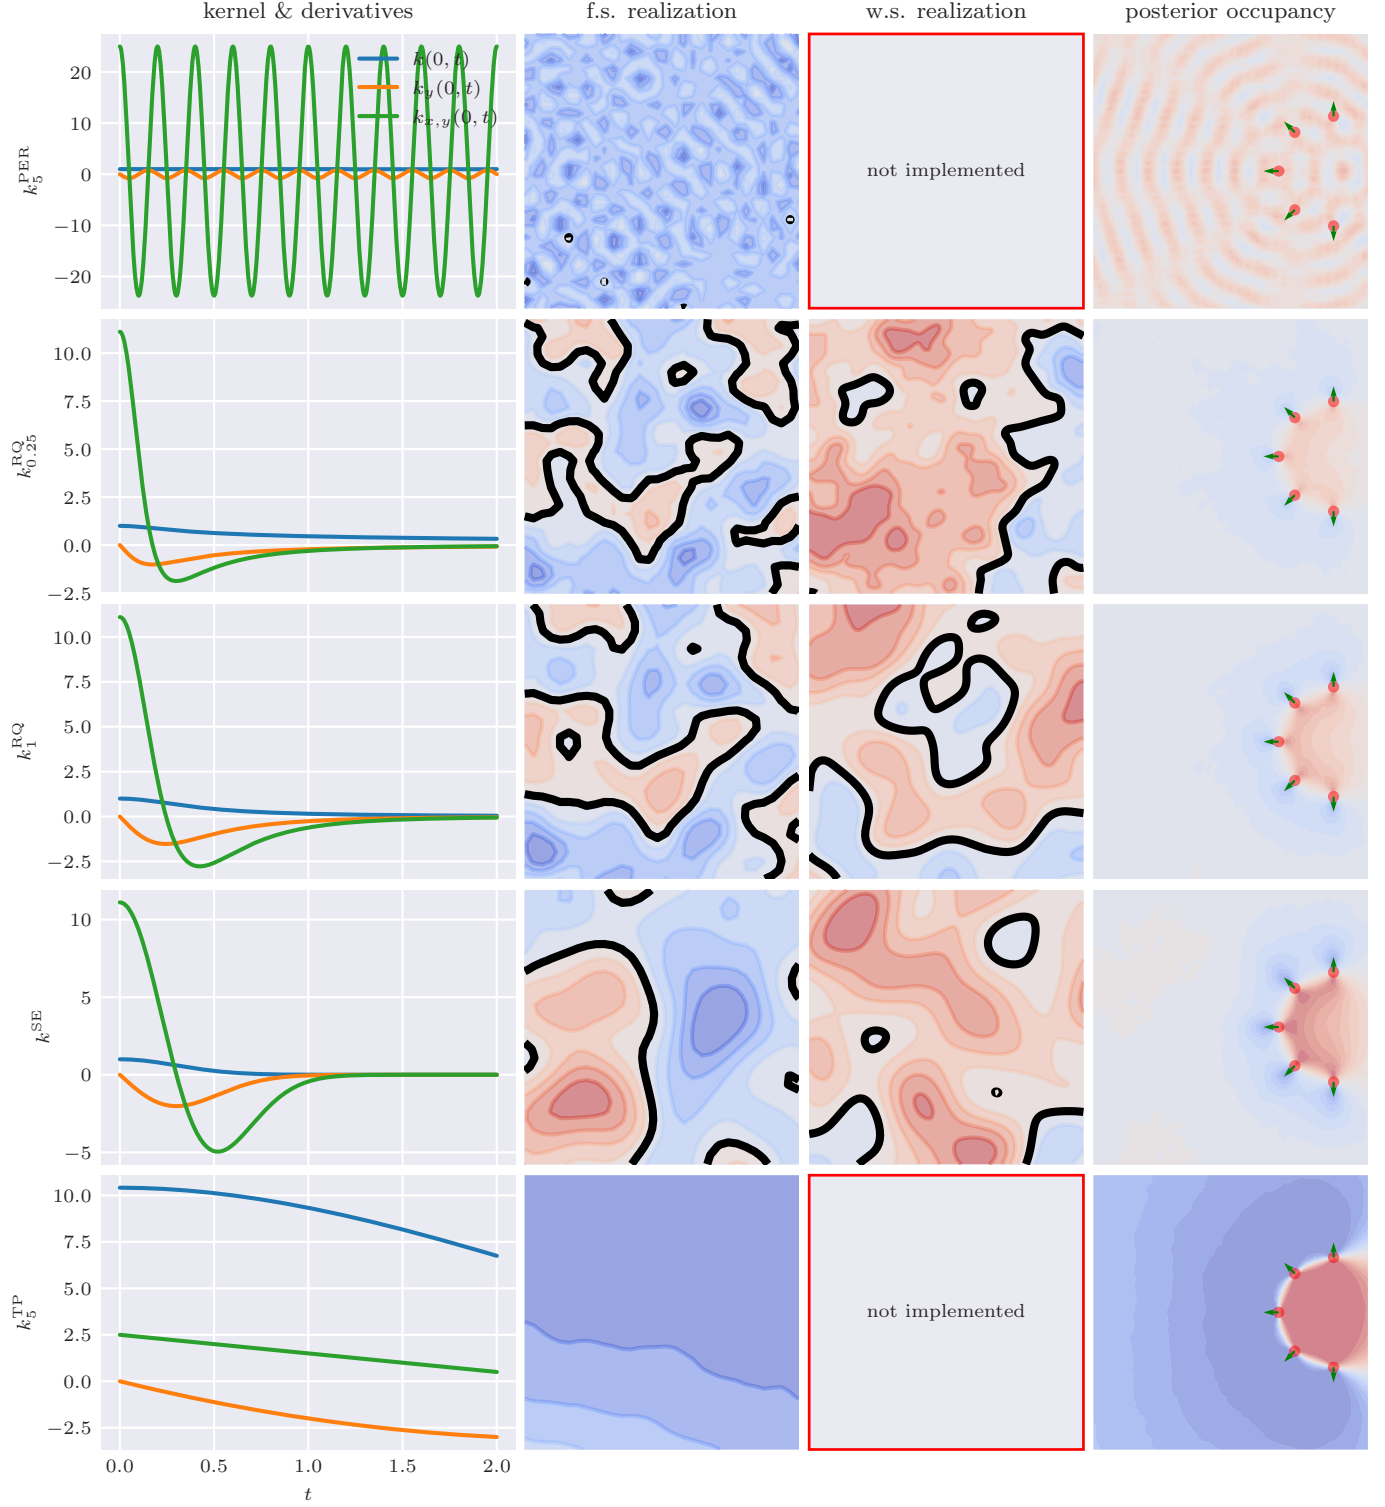 kernel & derivatives f.s. realization w.s. realization posterior occupancy
k(0, t)
k_y(0, t)
k_{x,y}(0, t)
20
10
0
−10
−20
k_5^{PER}
not implemented
10.0
7.5
5.0
2.5
0.0
−2.5
k_{0.25}^{RQ}
10.0
7.5
5.0
2.5
0.0
−2.5
k_1^{RQ}
10
5
0
−5
k^{SE}
10.0
7.5
5.0
2.5
0.0
−2.5
k_5^{TP}
not implemented
0.0 0.5 1.0 1.5 2.0
t